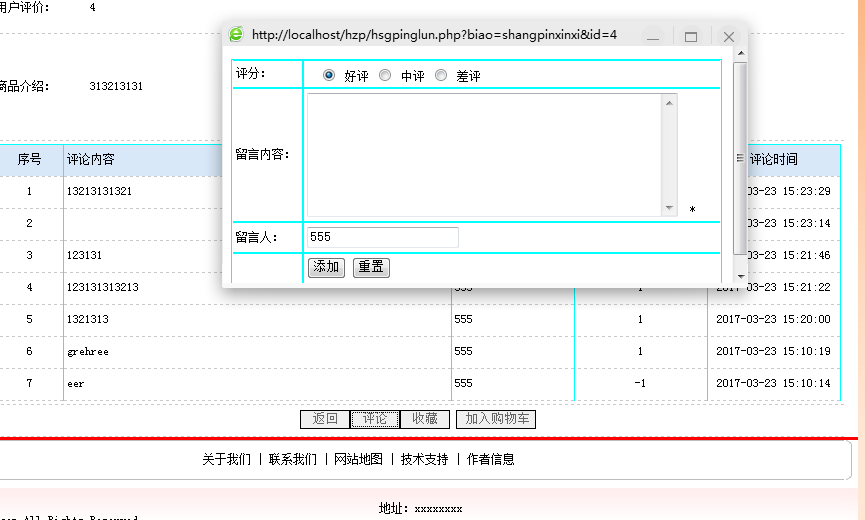 用户评价： 4
http://localhost/hzp/hsgpinglun.php?biao=shangpinxinxi&id=4
评分： 好评 中评 差评
留言内容： *
留言人： 555
添加 重置
商品介绍： 313213131
序号 评论内容 评论时间
1 13213131321 03-23 15:23:29
2 03-23 15:23:14
3 123131 03-23 15:21:46
4 123131313213 555 1 2017-03-23 15:21:22
5 1321313 555 1 2017-03-23 15:20:00
6 grehree 555 1 2017-03-23 15:10:19
7 eer 555 -1 2017-03-23 15:10:14
返回 评论 收藏 加入购物车
关于我们 | 联系我们 | 网站地图 | 技术支持 | 作者信息
地址：xxxxxxxx
All Rights Reserved